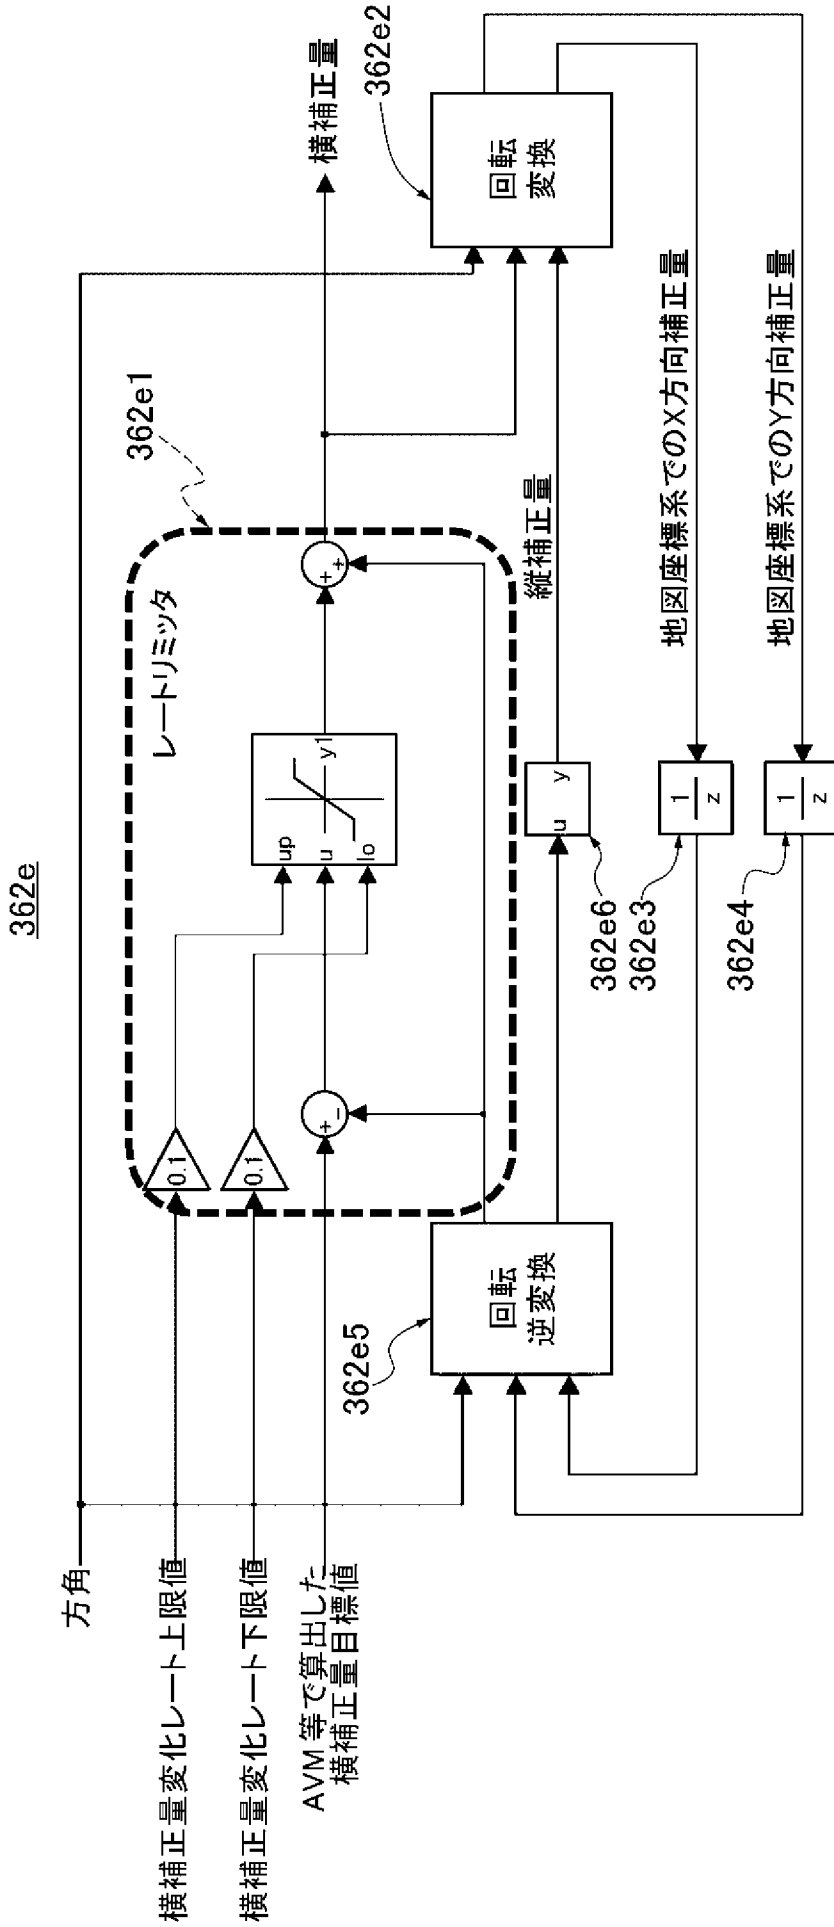 362e
方角
横補正量変化レート上限値
横補正量変化レート下限値
AVM 等で算出した
横補正量目標値
0.1
0.1
レートリミッタ
362e1
+
-
up
u
lo
y1
+
+
横補正量
362e5
回転
逆変換
u
y
362e6
縦補正量
362e2
回転
変換
362e3
1
z
地図座標系でのX方向補正量
362e4
1
z
地図座標系でのY方向補正量